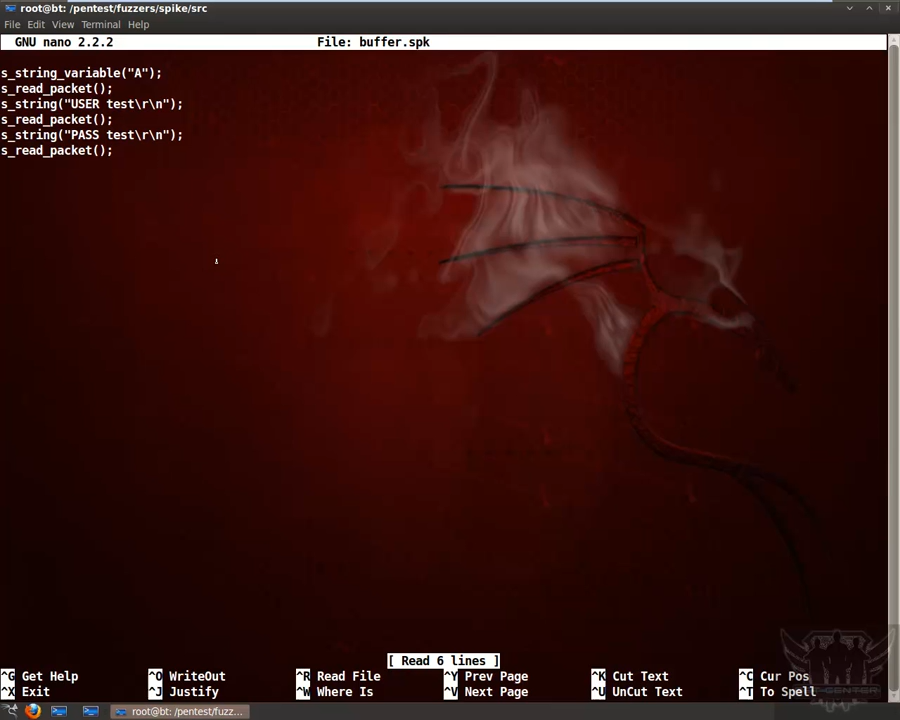 root@bt: /pentest/fuzzers/spike/src
File Edit View Terminal Help
GNU nano 2.2.2 File: buffer.spk
s_string_variable("A");
s_read_packet();
s_string("USER test\r\n");
s_read_packet();
s_string("PASS test\r\n");
s_read_packet();
[ Read 6 lines ]
^G Get Help ^O WriteOut ^R Read File ^Y Prev Page ^K Cut Text ^C Cur Pos
^X Exit ^J Justify ^W Where Is ^V Next Page ^U UnCut Text ^T To Spell
root@bt: /pentest/fuzz...